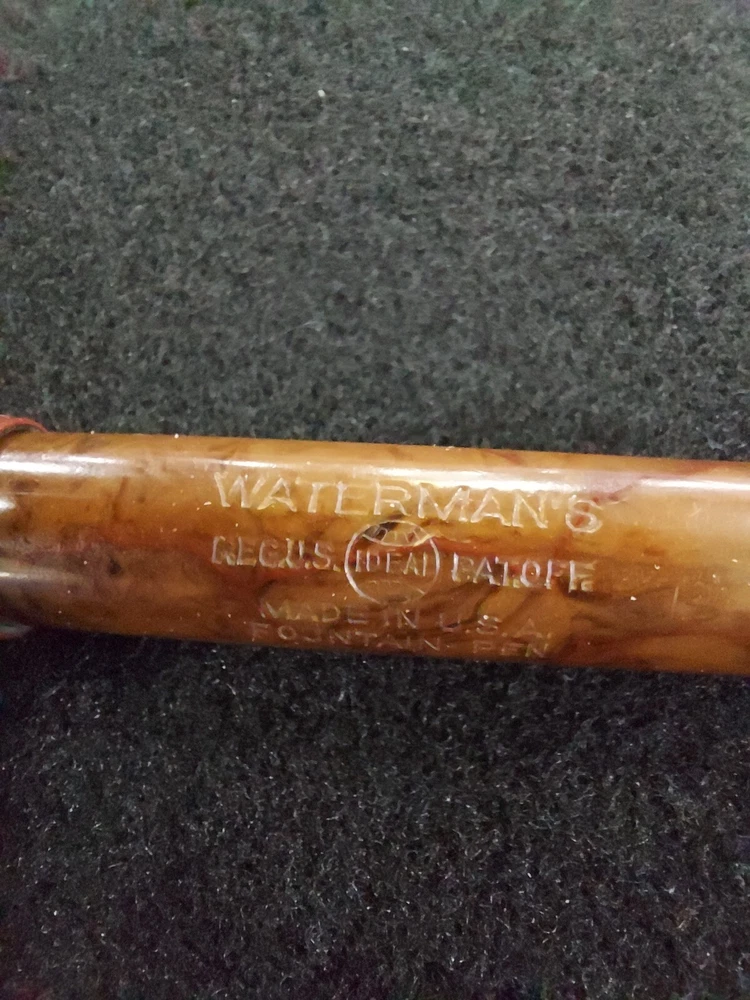 WATERMAN'S
REG.U.S. IDEAL PAT.OFF.
MADE IN U.S.A.
FOUNTAIN PEN